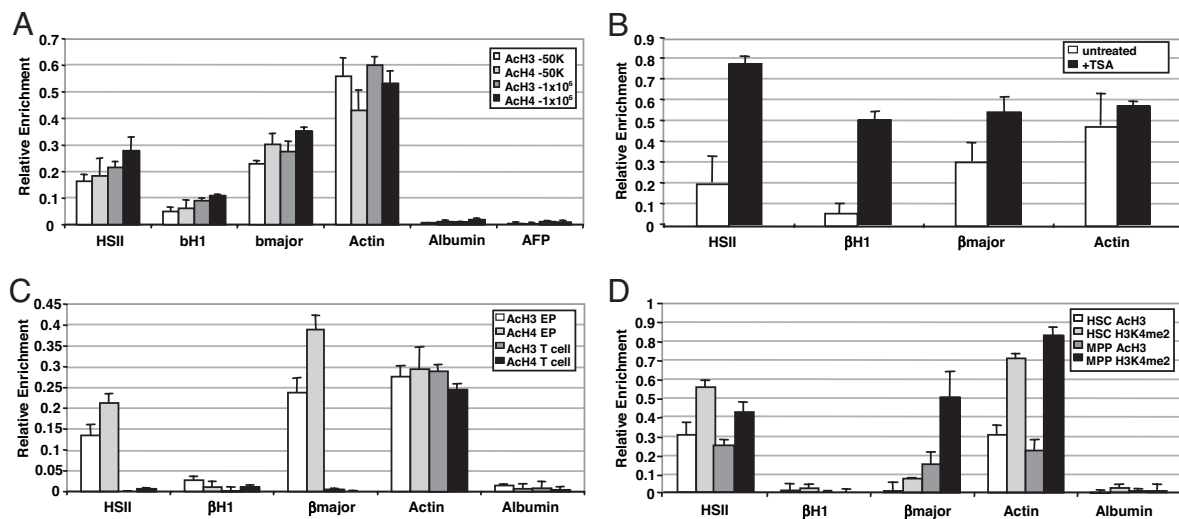 A
Relative Enrichment
0.7
0.6
0.5
0.4
0.3
0.2
0.1
0
AcH3 -50K
AcH4 -50K
AcH3 -1x10⁶
AcH4 -1x10⁶
HSII bH1 bmajor Actin Albumin AFP
B
Relative Enrichment
0.9
0.8
0.7
0.6
0.5
0.4
0.3
0.2
0.1
0
untreated
+TSA
HSII βH1 βmajor Actin
C
Relative Enrichment
0.45
0.4
0.35
0.3
0.25
0.2
0.15
0.1
0.05
0
AcH3 EP
AcH4 EP
AcH3 T cell
AcH4 T cell
HSII βH1 βmajor Actin Albumin
D
Relative Enrichment
1
0.9
0.8
0.7
0.6
0.5
0.4
0.3
0.2
0.1
0
HSC AcH3
HSC H3K4me2
MPP AcH3
MPP H3K4me2
HSII βH1 βmajor Actin Albumin